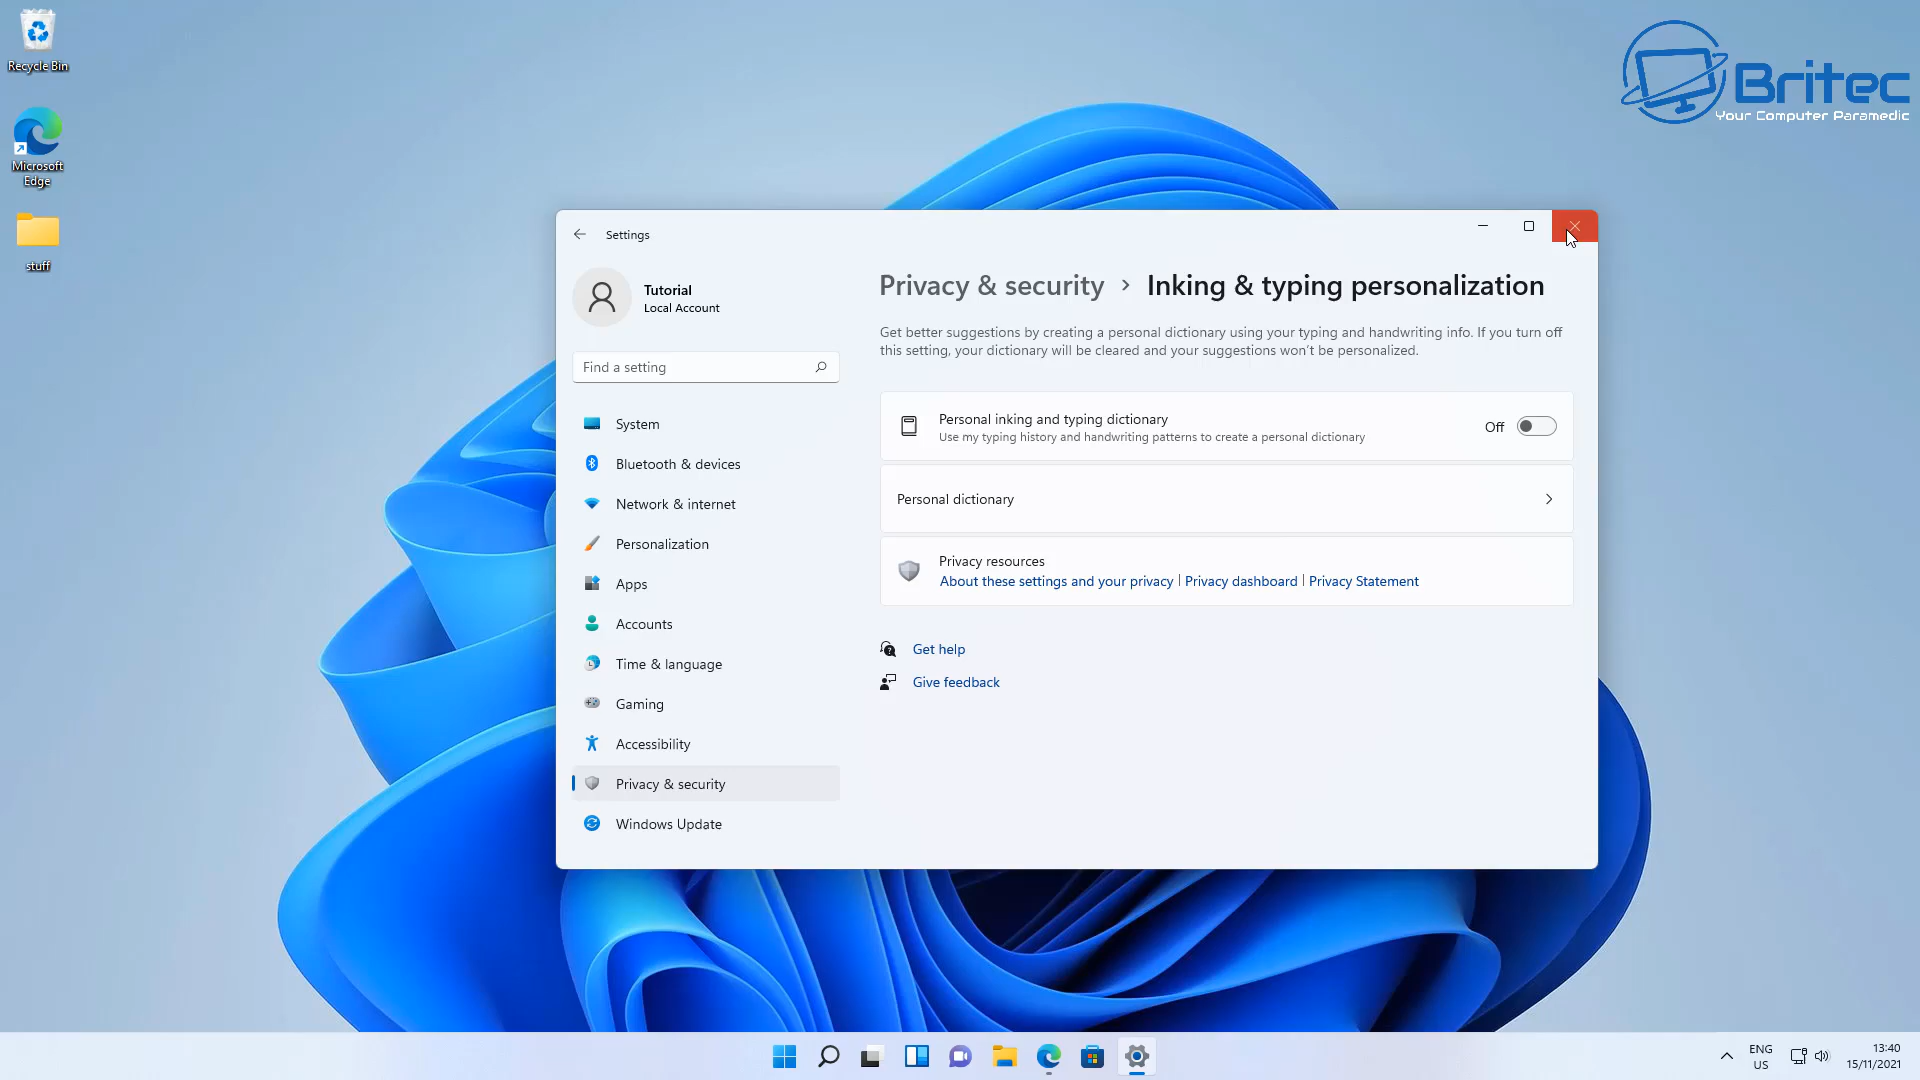 Recycle Bin
Microsoft
Edge
stuff
Britec
Your Computer Paramedic
Settings
Tutorial
Local Account
Find a setting
System
Bluetooth & devices
Network & internet
Personalization
Apps
Accounts
Time & language
Gaming
Accessibility
Privacy & security
Windows Update
Privacy & security › Inking & typing personalization
Get better suggestions by creating a personal dictionary using your typing and handwriting info. If you turn off
this setting, your dictionary will be cleared and your suggestions won't be personalized.
Personal inking and typing dictionary
Use my typing history and handwriting patterns to create a personal dictionary
Off
Personal dictionary
Privacy resources
About these settings and your privacy | Privacy dashboard | Privacy Statement
Get help
Give feedback
ENG
US
13:40
15/11/2021